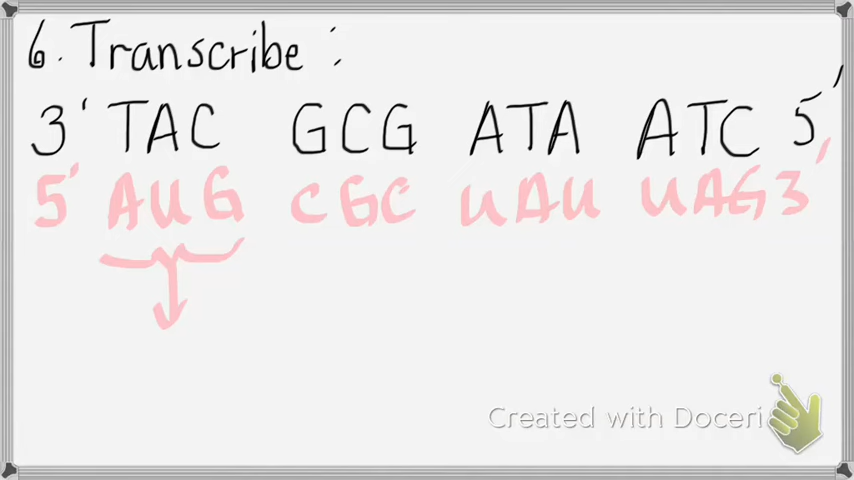 6. Transcribe :
3' TAC GCG ATA ATC 5'
5' AUG CGC UAU UAG 3'
Created with Doceri